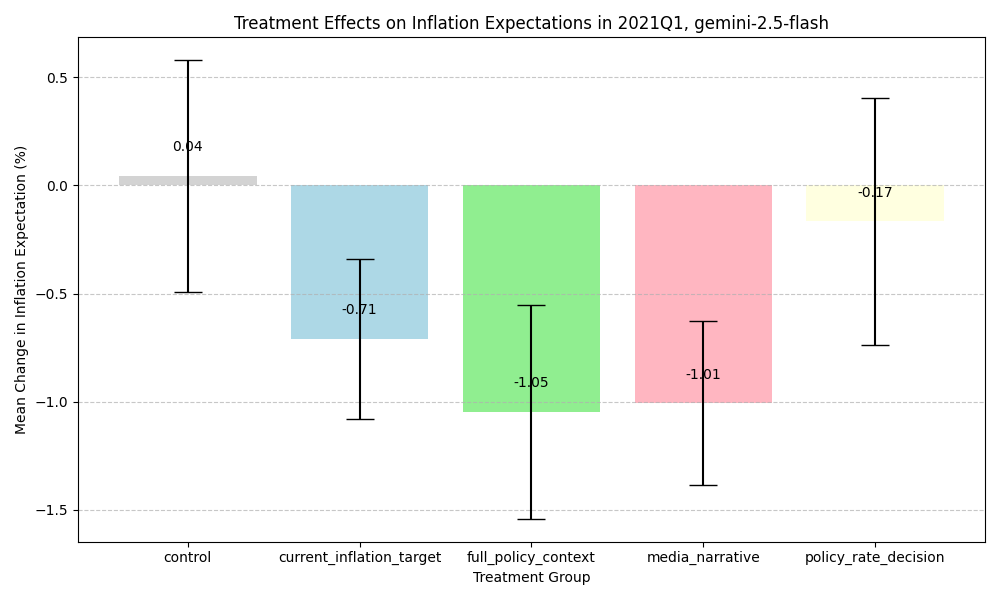 Treatment Effects on Inflation Expectations in 2021Q1, gemini-2.5-flash
Mean Change in Inflation Expectation (%)
0.5
0.0
−0.5
−1.0
−1.5
0.04
-0.71
-1.05
-1.01
-0.17
control
current_inflation_target
full_policy_context
media_narrative
policy_rate_decision
Treatment Group